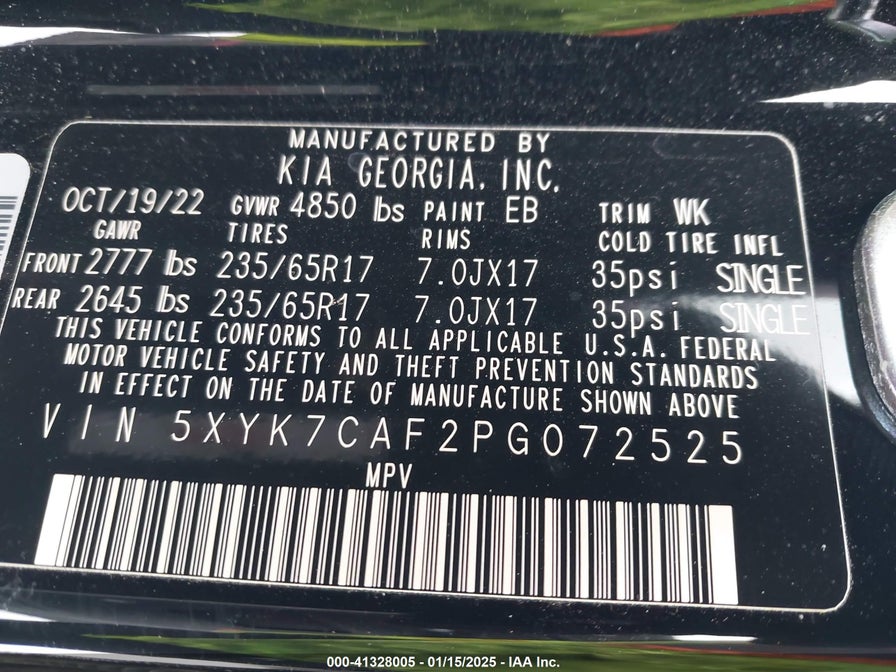 MANUFACTURED BY
KIA GEORGIA, INC.
OCT/19/22 GVWR 4850 lbs PAINT EB TRIM WK
GAWR TIRES RIMS COLD TIRE INFL
FRONT 2777 lbs 235/65R17 7.0JX17 35psi SINGLE
REAR 2645 lbs 235/65R17 7.0JX17 35psi SINGLE
THIS VEHICLE CONFORMS TO ALL APPLICABLE U.S.A. FEDERAL
MOTOR VEHICLE SAFETY AND THEFT PREVENTION STANDARDS
IN EFFECT ON THE DATE OF MANUFACTURE SHOWN ABOVE
VIN 5XYK7CAF2PG072525
MPV
000-41328005 - 01/15/2025 - IAA Inc.